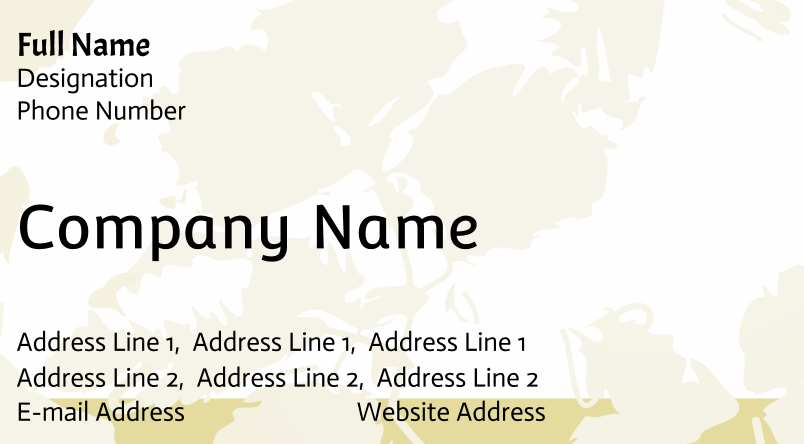 Full Name
Designation
Phone Number
Company Name
Address Line 1, Address Line 1, Address Line 1
Address Line 2, Address Line 2, Address Line 2
E-mail Address Website Address